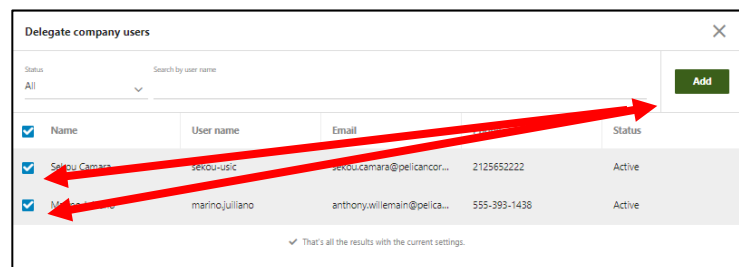 Delegate company users
Status
Search by user name
All
Add
Name User name Email Status
Sekou Camara sekou-usic sekou.camara@pelicancor... 2125652222 Active
marino.juiliano anthony.willemain@pelica... 555-393-1438 Active
That's all the results with the current settings.